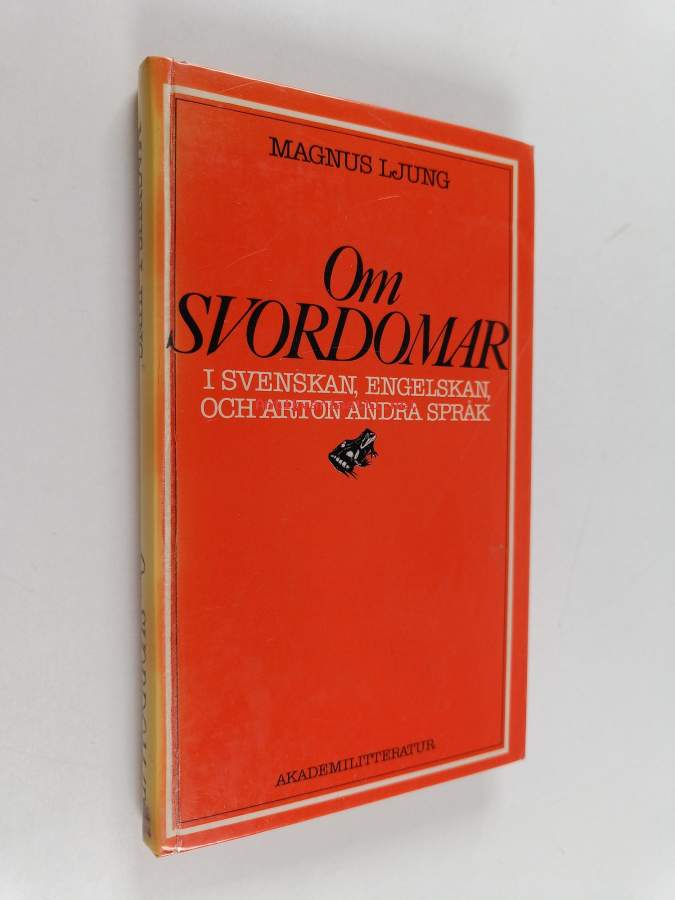 MAGNUS LJUNG
Om
SVORDOMAR
I SVENSKAN, ENGELSKAN,
OCH ARTON ANDRA SPRÅK
AKADEMILITTERATUR